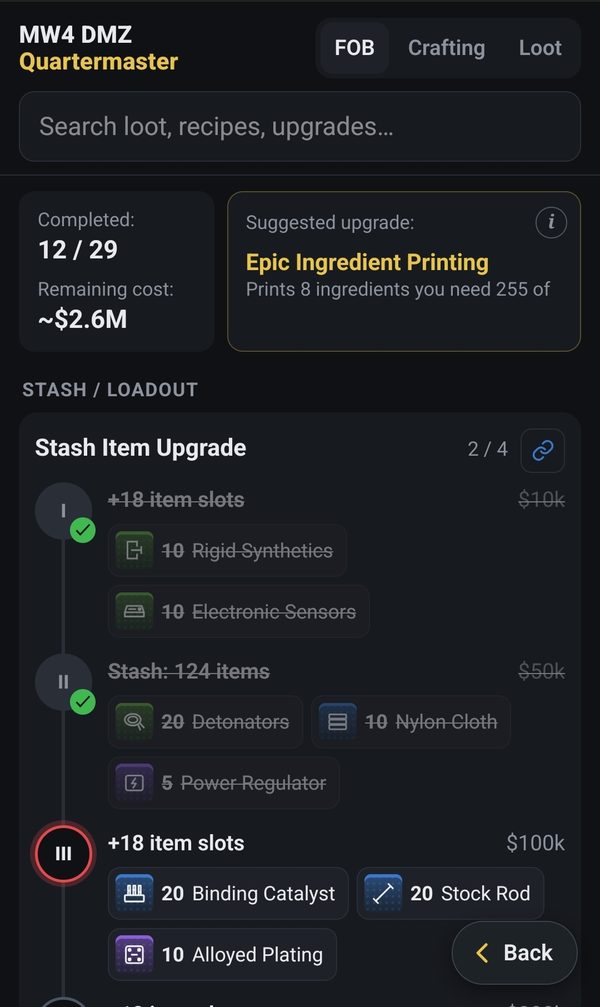 MW4 DMZ
Quartermaster
FOB
Crafting
Loot
Search loot, recipes, upgrades…
Completed:
12 / 29
Remaining cost:
~$2.6M
Suggested upgrade:
i
Epic Ingredient Printing
Prints 8 ingredients you need 255 of
STASH / LOADOUT
Stash Item Upgrade
2 / 4
I
+18 item slots
$10k
10 Rigid Synthetics
10 Electronic Sensors
II
Stash: 124 items
$50k
20 Detonators
10 Nylon Cloth
5 Power Regulator
III
+18 item slots
$100k
20 Binding Catalyst
20 Stock Rod
10 Alloyed Plating
Back